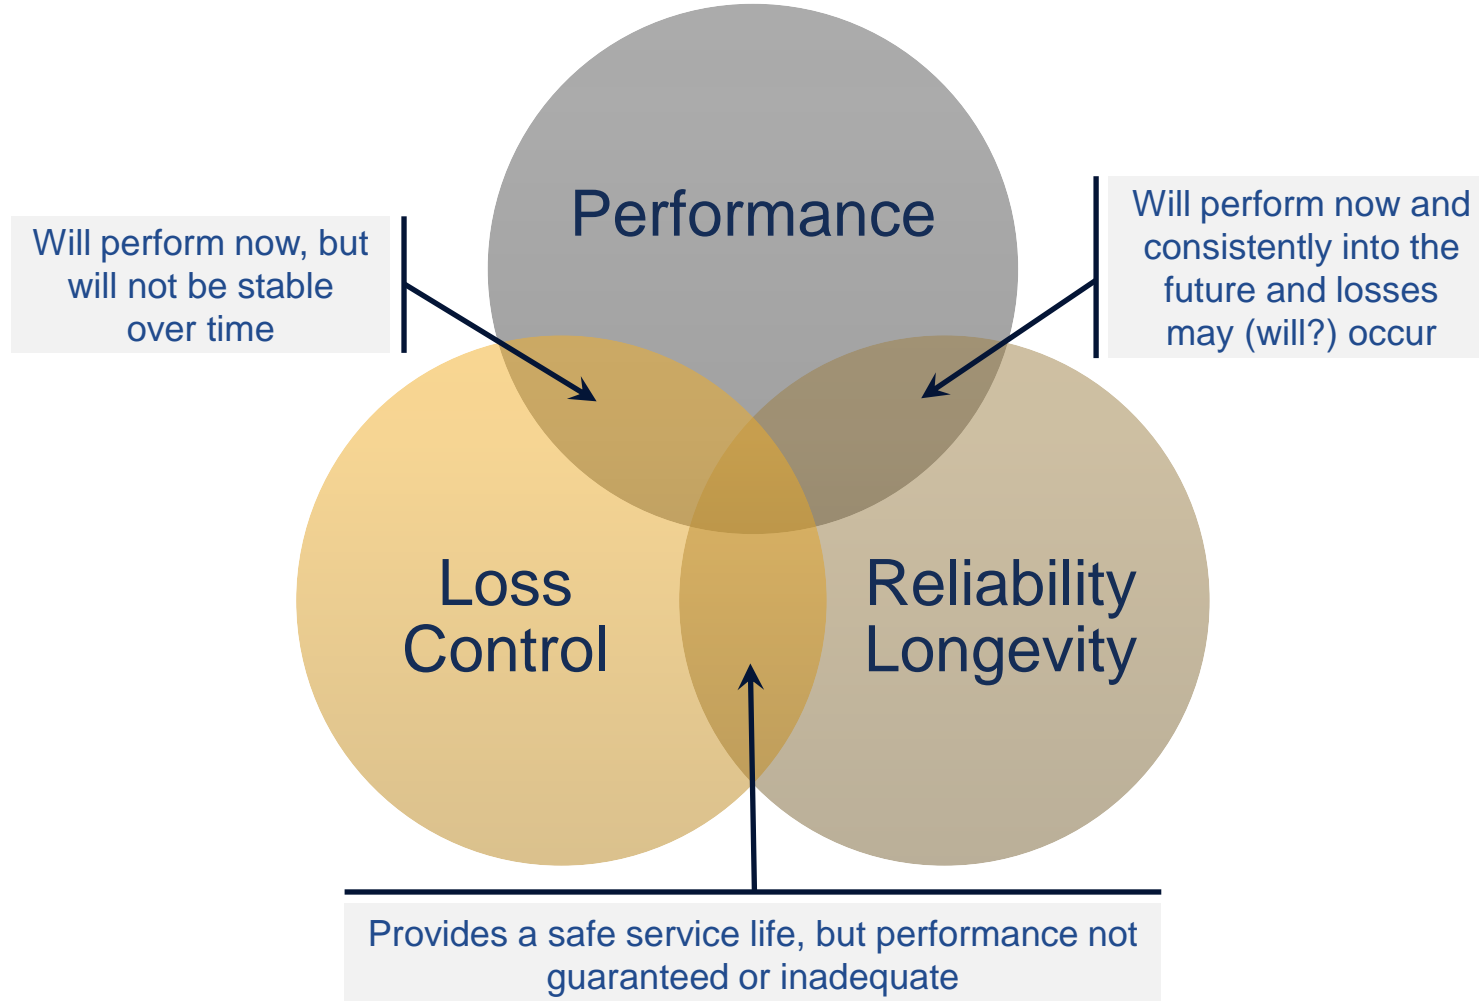 Performance
Will perform now, but
will not be stable
over time
Will perform now and
consistently into the
future and losses
may (will?) occur
Loss
Control
Reliability
Longevity
Provides a safe service life, but performance not
guaranteed or inadequate